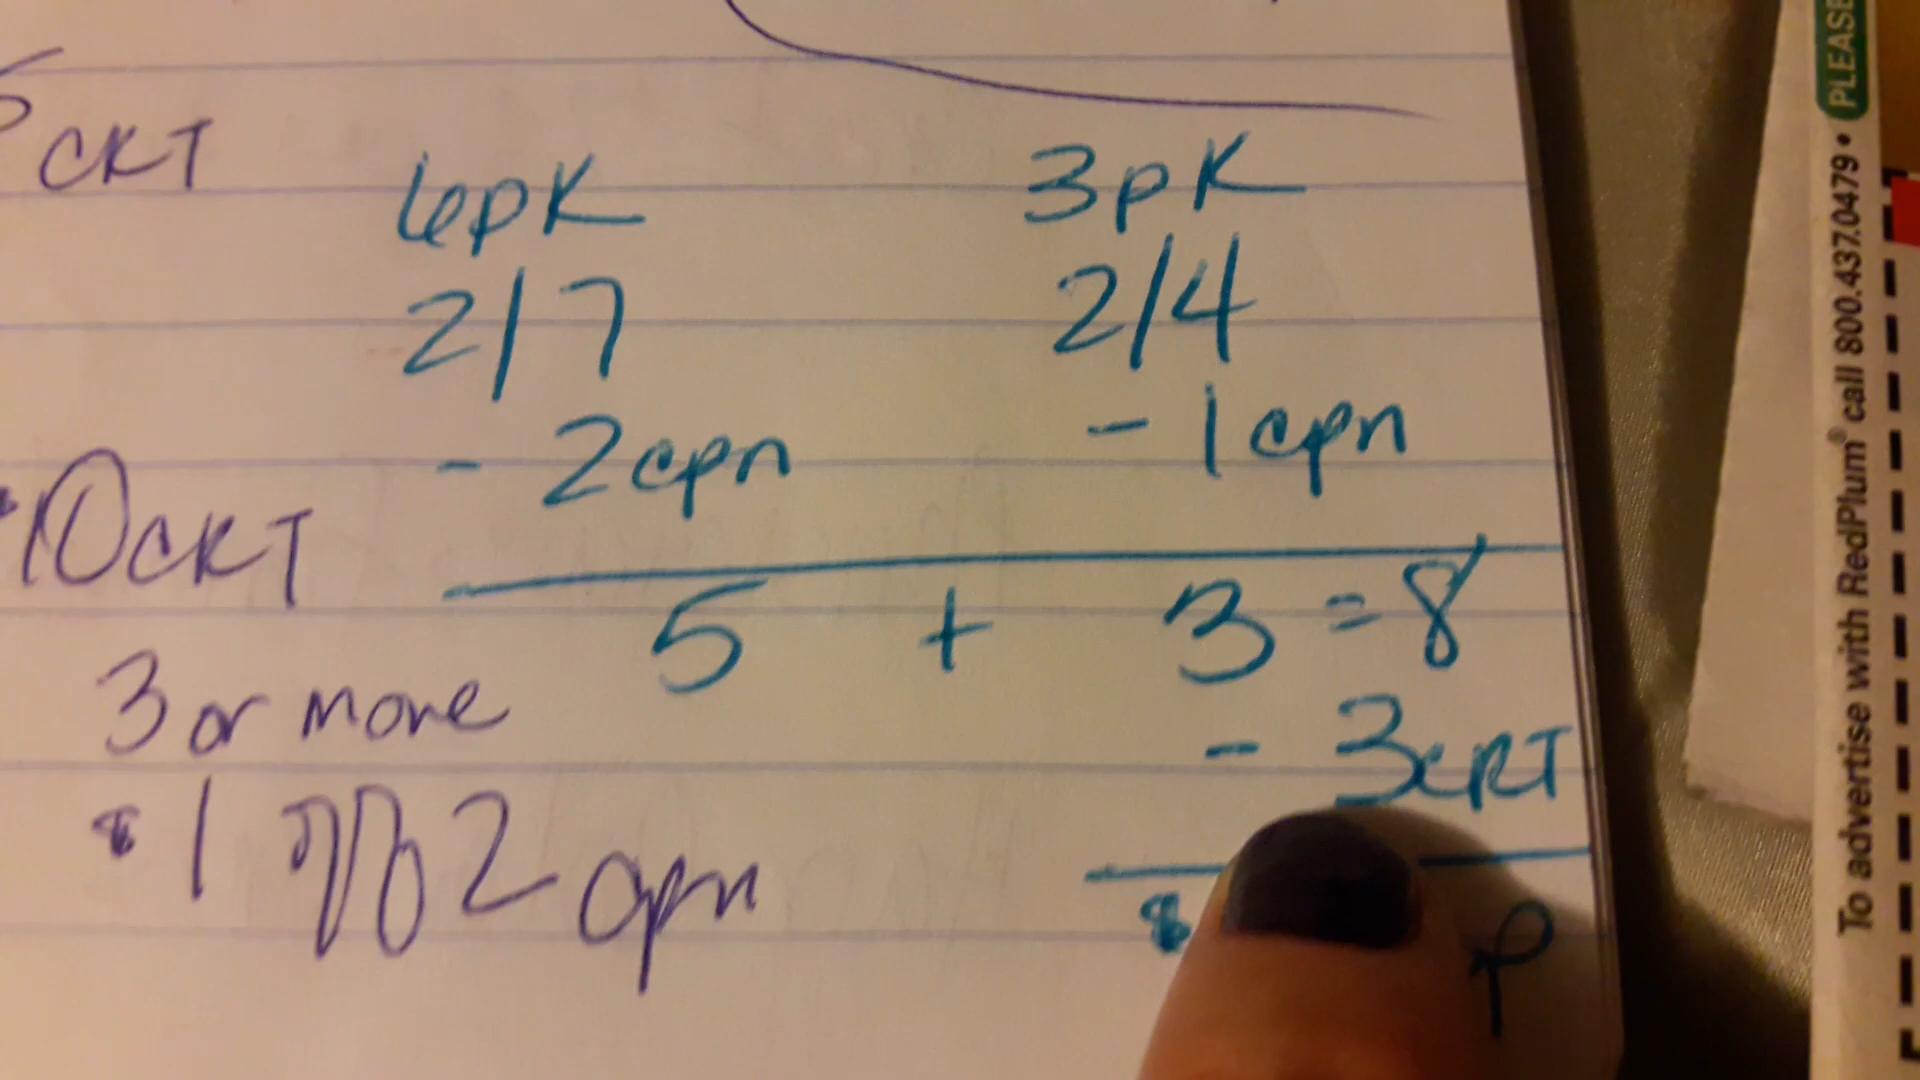 CKT
6pk 3pK
2/7 2/4
- 2cpn - 1cpn
10CKT
5 + 3 = 8
3 or more
- 3CRT
$1 2 cpn
$
PLEASE
To advertise with RedPlum® call 800.437.0479 •